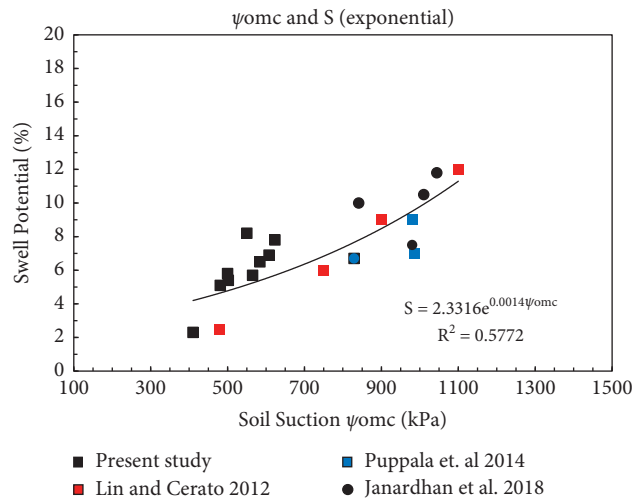 ψomc and S (exponential)
Swell Potential (%)
20
18
16
14
12
10
8
6
4
2
0
S = 2.3316e^0.0014ψomc
R² = 0.5772
100 300 500 700 900 1100 1300 1500
Soil Suction ψomc (kPa)
Present study
Puppala et. al 2014
Lin and Cerato 2012
Janardhan et al. 2018